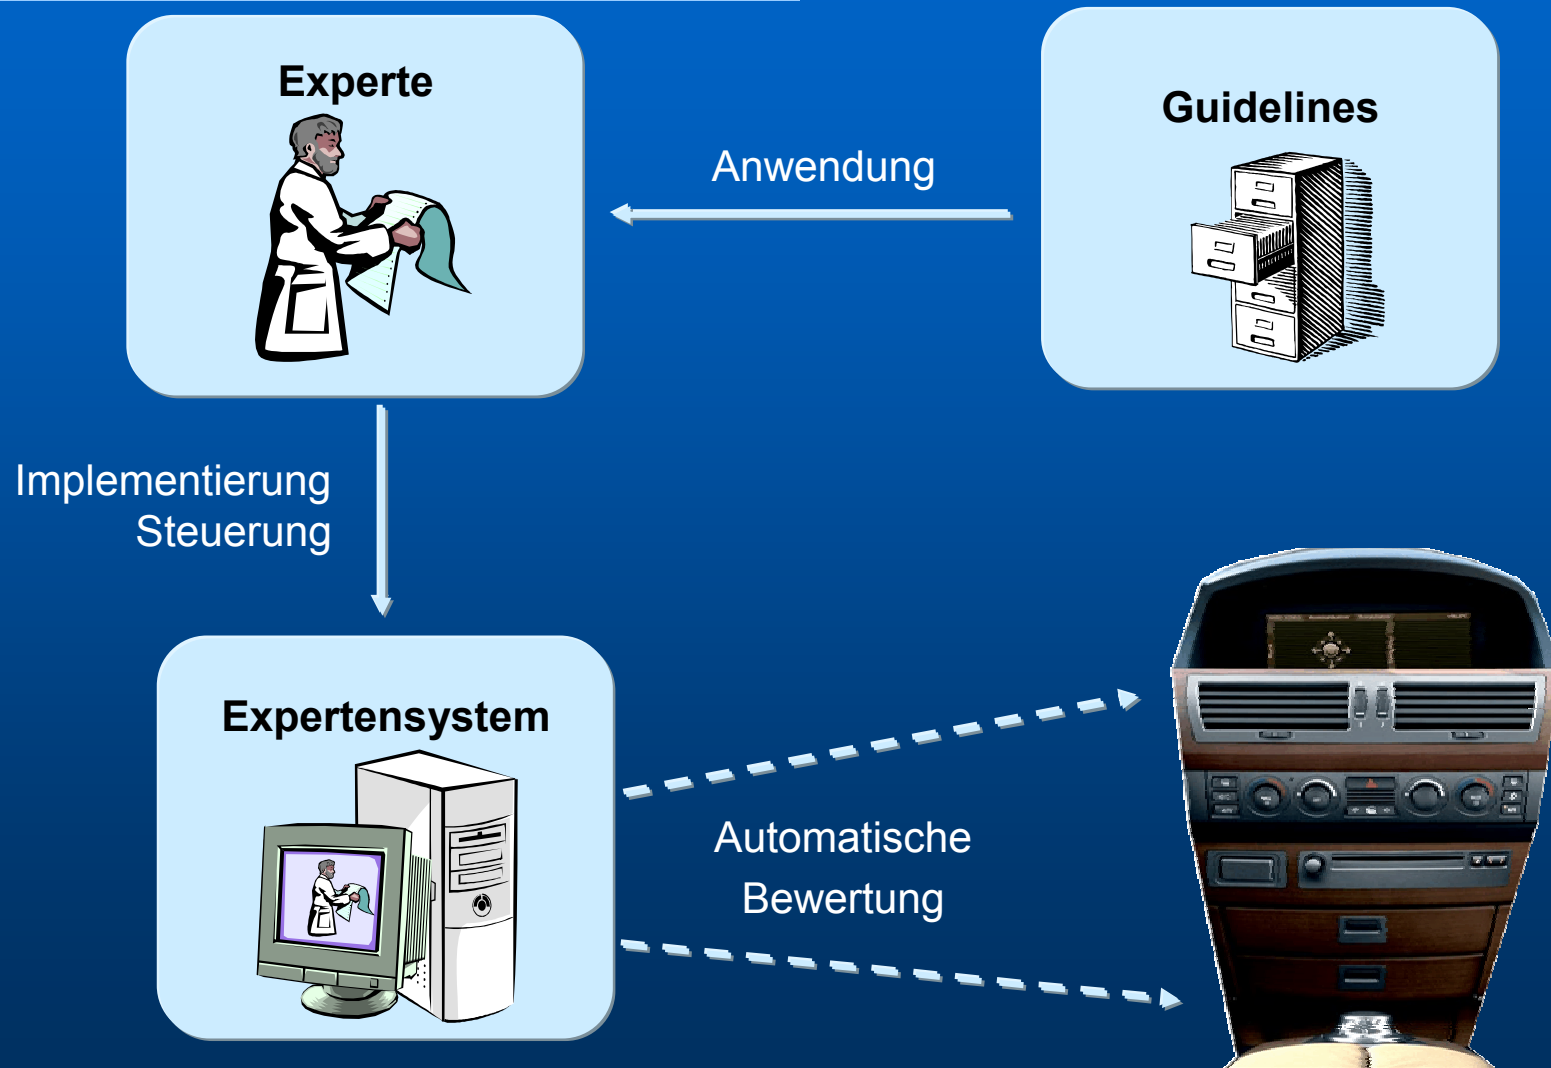 Experte
Guidelines
Anwendung
Implementierung
Steuerung
Expertensystem
Automatische
Bewertung